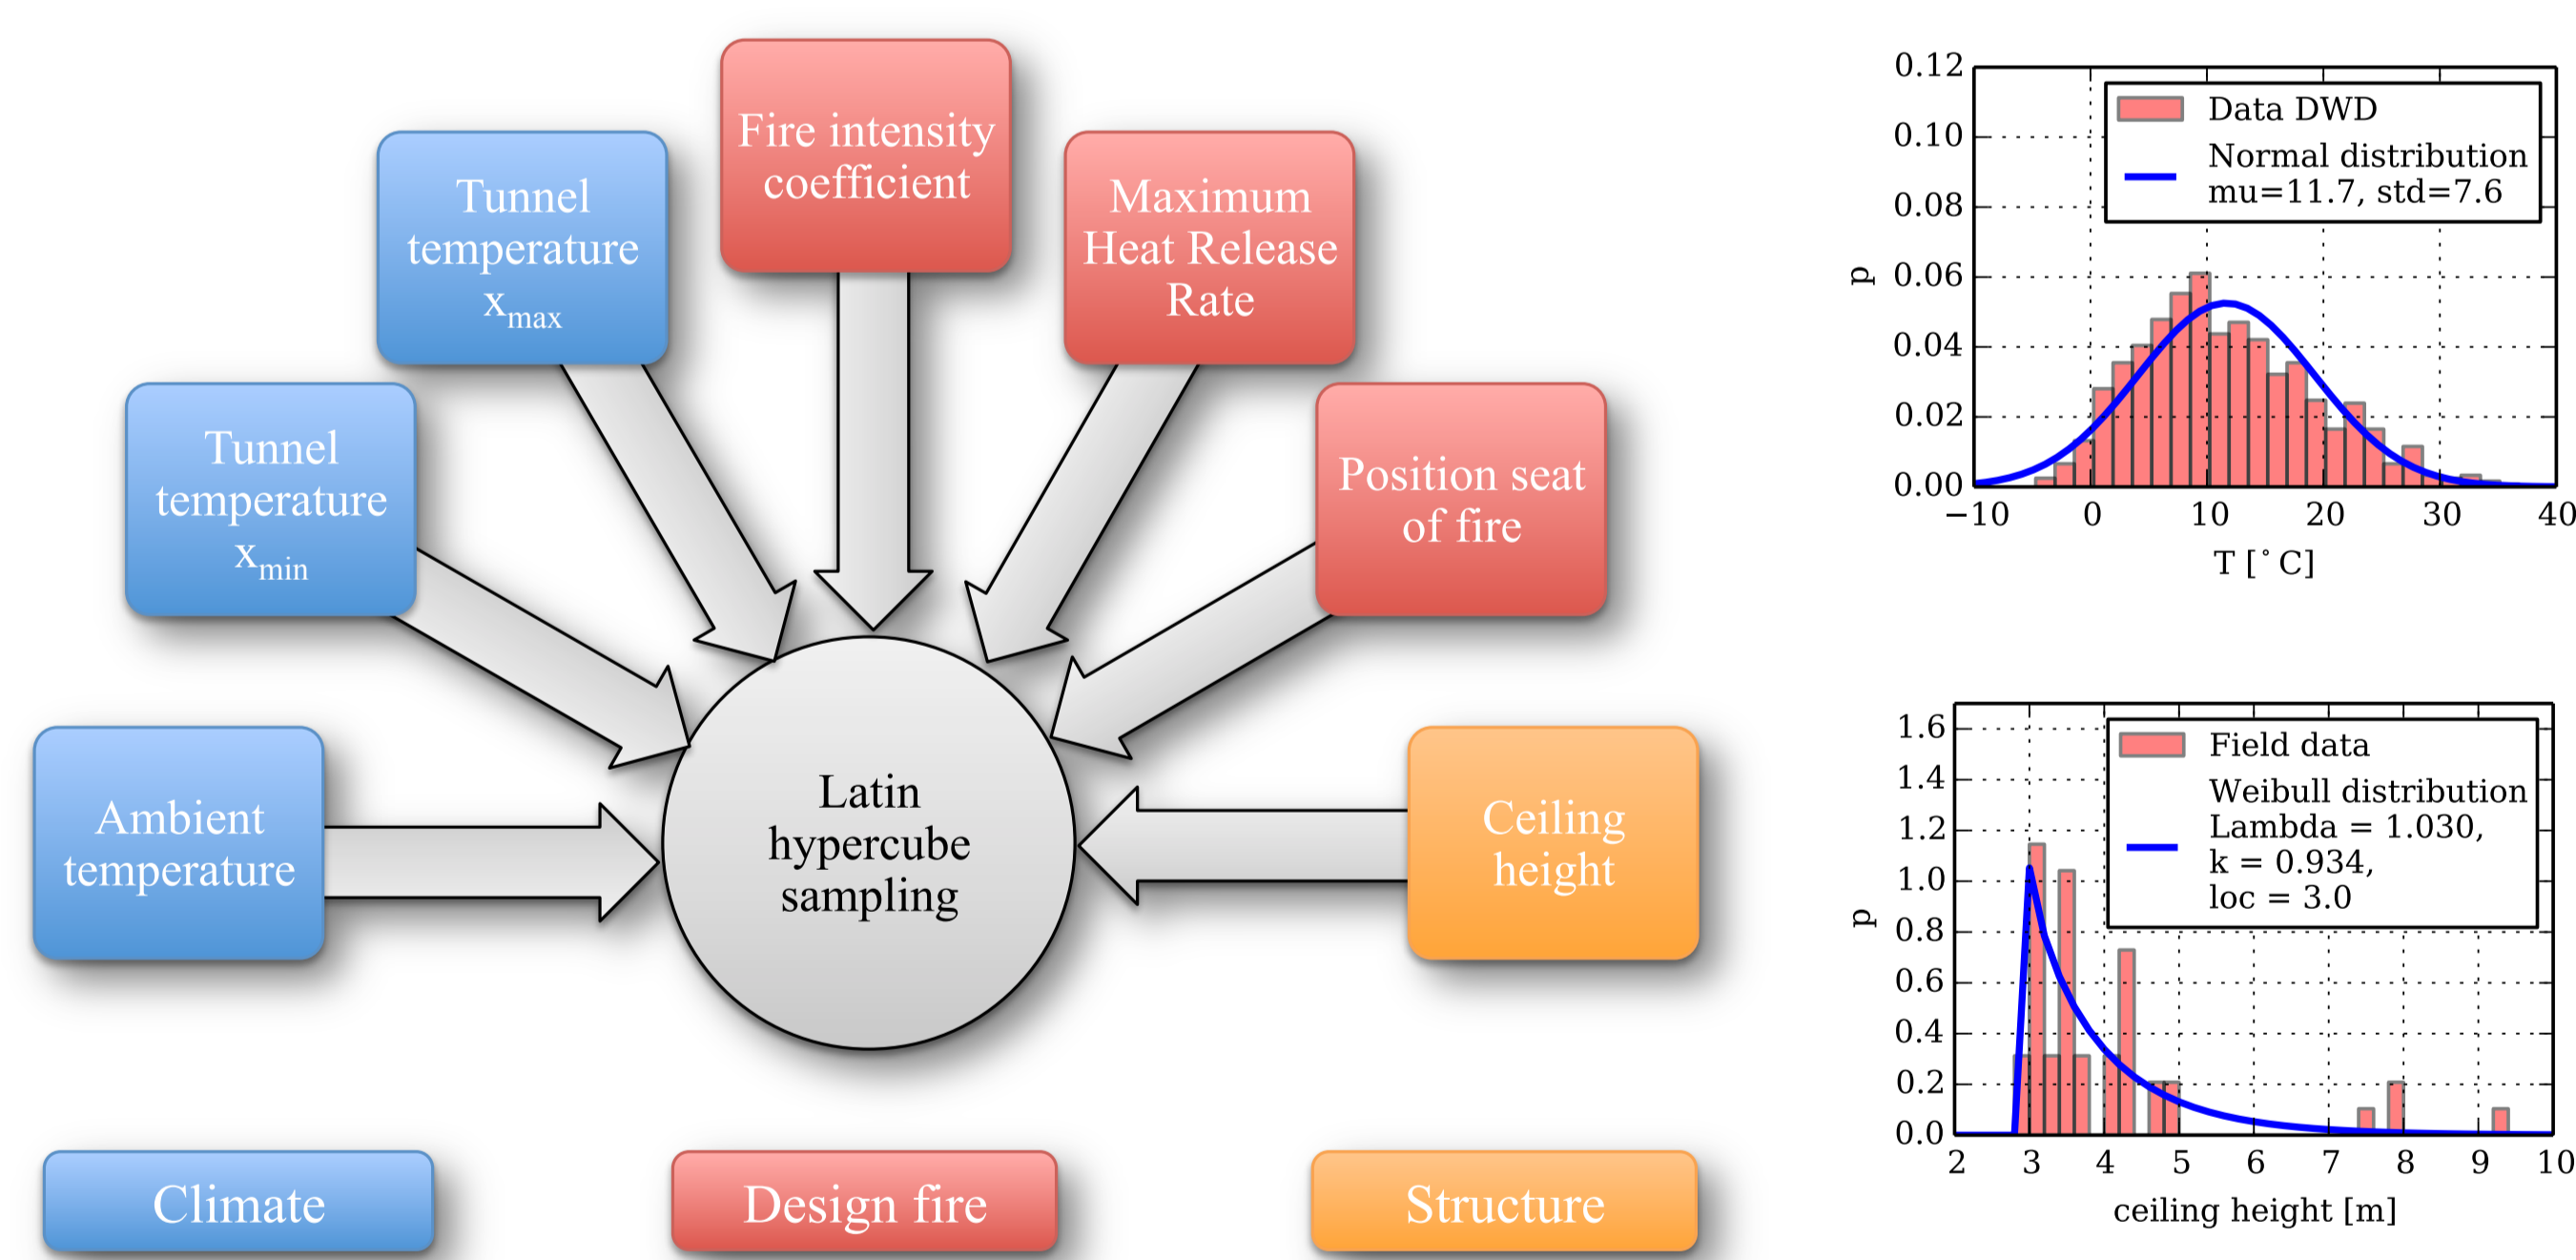 Fire intensity
coefficient
Tunnel
temperature
xmax
Maximum
Heat Release
Rate
Tunnel
temperature
xmin
Position seat
of fire
Ambient
temperature
Latin
hypercube
sampling
Ceiling
height
Climate
Design fire
Structure
0.12
0.10
0.08
0.06
0.04
0.02
0.00
p
Data DWD
Normal distribution
mu=11.7, std=7.6
−10 0 10 20 30 40
T [°C]
1.6
1.4
1.2
1.0
0.8
0.6
0.4
0.2
0.0
p
Field data
Weibull distribution
Lambda = 1.030,
k = 0.934,
loc = 3.0
2 3 4 5 6 7 8 9 10
ceiling height [m]